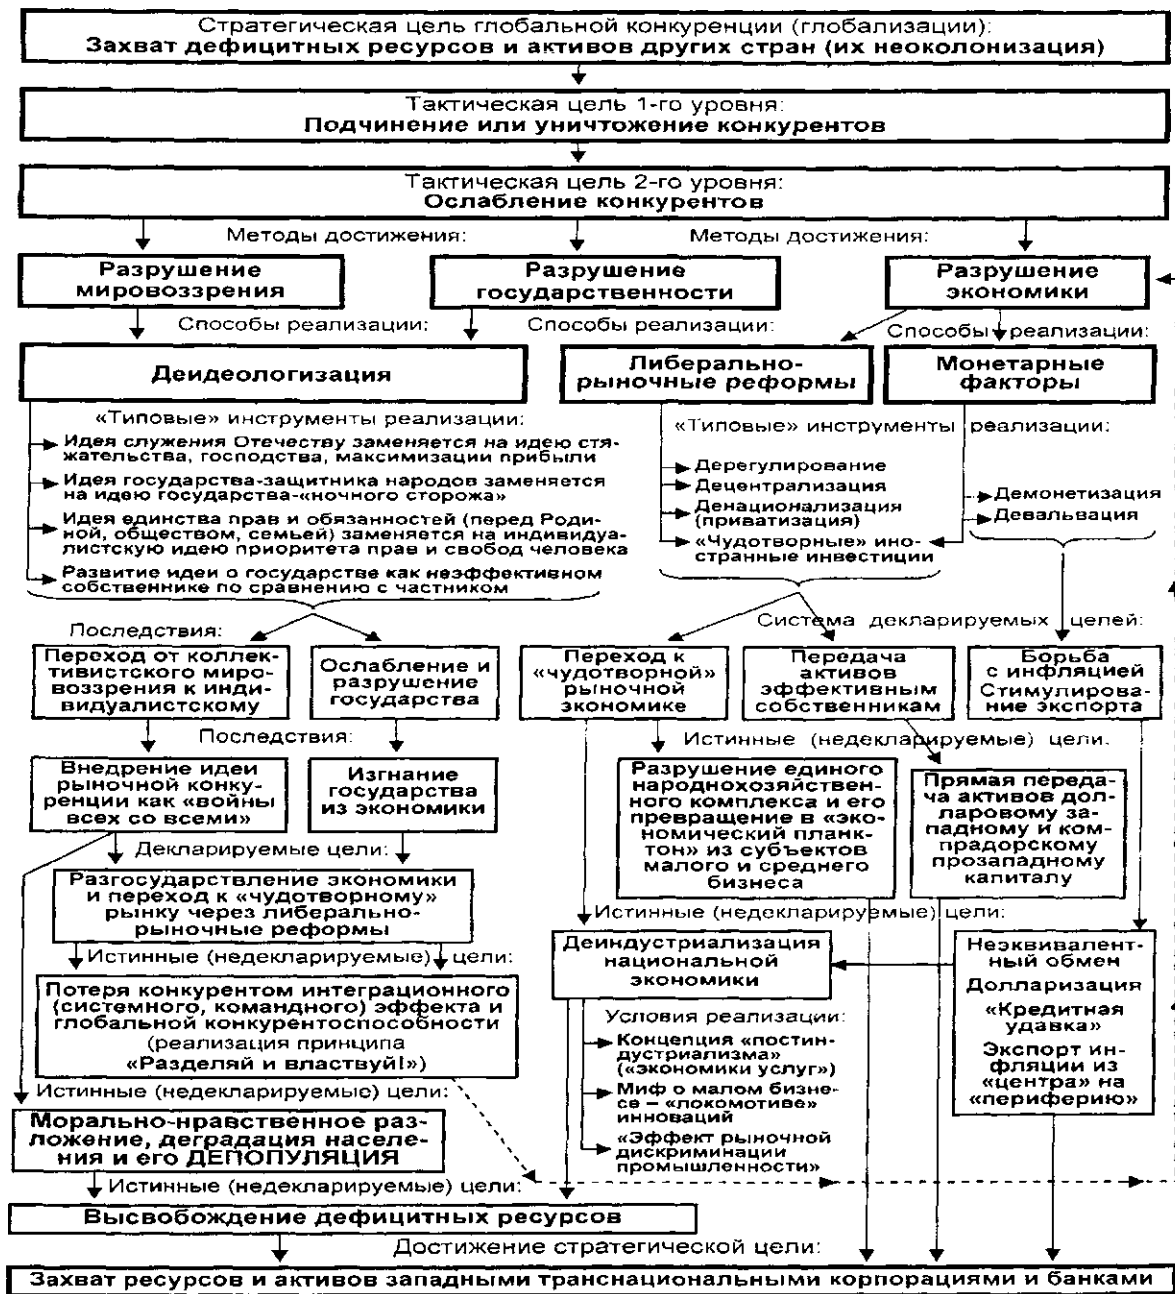 Стратегическая цель глобальной конкуренции (глобализации):
Захват дефицитных ресурсов и активов других стран (их неоколонизация)
Тактическая цель 1-го уровня:
Подчинение или уничтожение конкурентов
Тактическая цель 2-го уровня:
Ослабление конкурентов
Методы достижения:
Методы достижения:
Разрушение
мировоззрения
Разрушение
государственности
Разрушение
экономики
Способы реализации:
Способы реализации:
Способы реализации:
Деидеологизация
Либерально-
рыночные реформы
Монетарные
факторы
«Типовые» инструменты реализации:
Идея служения Отечеству заменяется на идею стя-
жательства, господства, максимизации прибыли
Идея государства-защитника народов заменяется
на идею государства-«ночного сторожа»
Идея единства прав и обязанностей (перед Роди-
ной, обществом, семьей) заменяется на индивидуа-
листскую идею приоритета прав и свобод человека
Развитие идеи о государстве как неэффективном
собственнике по сравнению с частником
«Типовые» инструменты реализации:
Дерегулирование
Децентрализация
Денационализация
(приватизация)
«Чудотворные» ино-
странные инвестиции
Демонетизация
Девальвация
Последствия:
Переход от коллек-
тивистского миро-
воззрения к инди-
видуалистскому
Ослабление и
разрушение
государства
Система декларируемых целей:
Переход к
«чудотворной»
рыночной
экономике
Передача
активов
эффективным
собственникам
Борьба
с инфляцией
Стимулирова-
ние экспорта
Последствия:
Внедрение идеи
рыночной конку-
ренции как «войны
всех со всеми»
Изгнание
государства
из экономики
Истинные (недекларируемые) цели.
Разрушение единого
народнохозяйствен-
ного комплекса и его
превращение в «эко-
номический планк-
тон» из субъектов
малого и среднего
бизнеса
Прямая переда-
ча активов дол-
ларовому за-
падному и ком-
прадорскому
прозападному
капиталу
Декларируемые цели:
Разгосударствление экономики
и переход к «чудотворному»
рынку через либерально-
рыночные реформы
Истинные (недекларируемые) цели:
Потеря конкурентом интеграционного
(системного, командного) эффекта и
глобальной конкурентоспособности
(реализация принципа
«Разделяй и властвуй!»)
Истинные (недекларируемые) цели:
Деиндустриализация
национальной
экономики
Неэквивалент-
ный обмен
Долларизация
«Кредитная
удавка»
Экспорт ин-
фляции из
«центра» на
«периферию»
Условия реализации:
Концепция «постин-
дустриализма»
(«экономики услуг»)
Миф о малом бизне-
се – «локомотиве»
инноваций
«Эффект рыночной
дискриминации
промышленности»
Истинные (недекларируемые) цели:
Морально-нравственное раз-
ложение, деградация населе-
ния и его ДЕПОПУЛЯЦИЯ
Истинные (недекларируемые) цели:
Высвобождение дефицитных ресурсов
Достижение стратегической цели:
Захват ресурсов и активов западными транснациональными корпорациями и банками